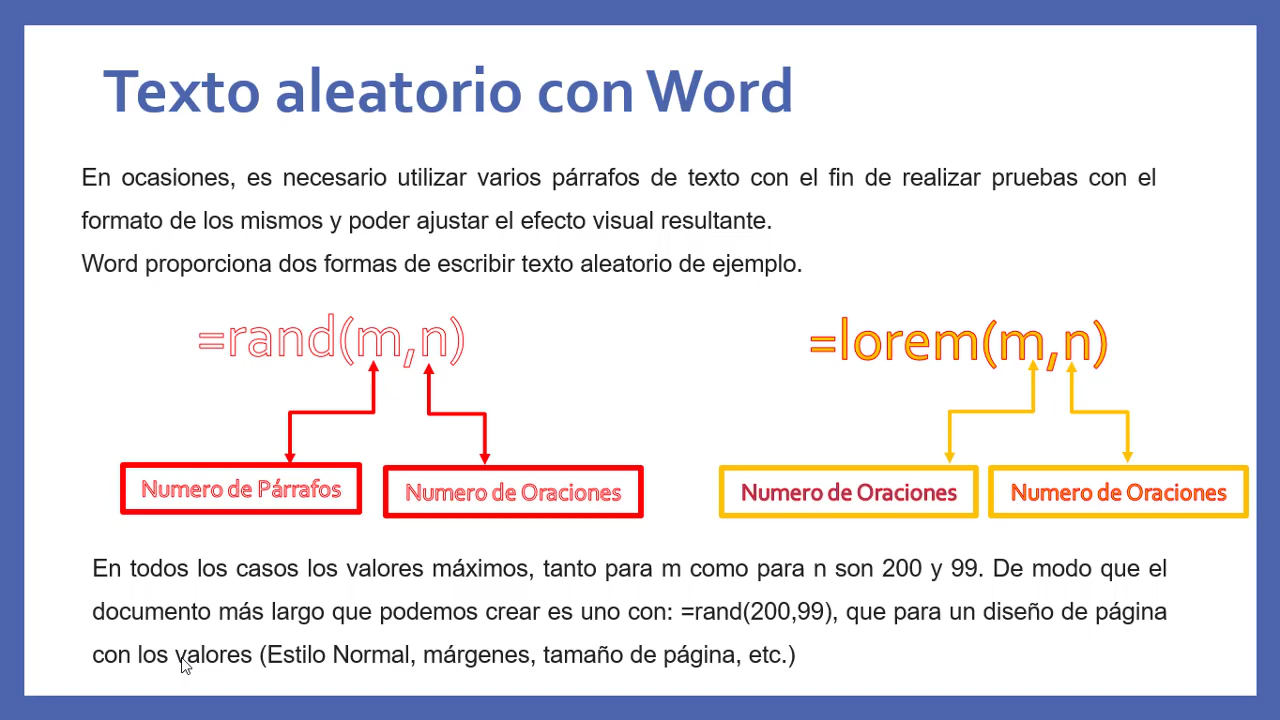 Texto aleatorio con Word
En ocasiones, es necesario utilizar varios párrafos de texto con el fin de realizar pruebas con el
formato de los mismos y poder ajustar el efecto visual resultante.
Word proporciona dos formas de escribir texto aleatorio de ejemplo.
=rand(m,n)
=lorem(m,n)
Numero de Párrafos
Numero de Oraciones
Numero de Oraciones
Numero de Oraciones
En todos los casos los valores máximos, tanto para m como para n son 200 y 99. De modo que el
documento más largo que podemos crear es uno con: =rand(200,99), que para un diseño de página
con los valores (Estilo Normal, márgenes, tamaño de página, etc.)